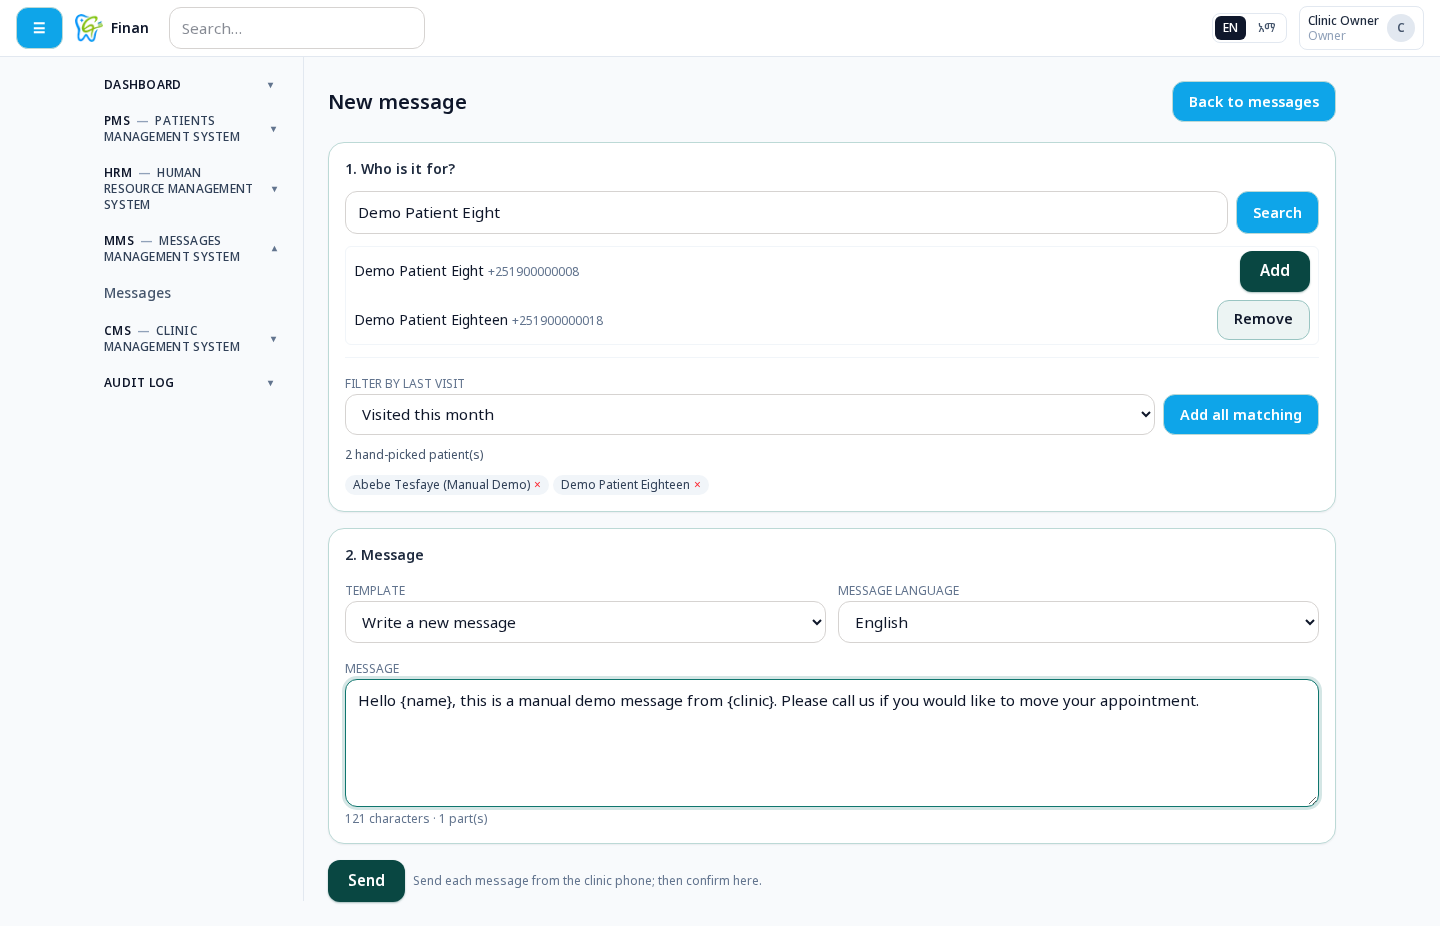 ☰ Finan Search... EN አማ Clinic Owner C
Owner
DASHBOARD ▾
PMS — PATIENTS
MANAGEMENT SYSTEM ▾
HRM — HUMAN
RESOURCE MANAGEMENT ▾
SYSTEM
MMS — MESSAGES
MANAGEMENT SYSTEM ▴
Messages
CMS — CLINIC
MANAGEMENT SYSTEM ▾
AUDIT LOG ▾
New message Back to messages
1. Who is it for?
Demo Patient Eight Search
Demo Patient Eight +251900000008 Add
Demo Patient Eighteen +251900000018 Remove
FILTER BY LAST VISIT
Visited this month Add all matching
2 hand-picked patient(s)
Abebe Tesfaye (Manual Demo) × Demo Patient Eighteen ×
2. Message
TEMPLATE MESSAGE LANGUAGE
Write a new message English
MESSAGE
Hello {name}, this is a manual demo message from {clinic}. Please call us if you would like to move your appointment.
121 characters · 1 part(s)
Send Send each message from the clinic phone; then confirm here.